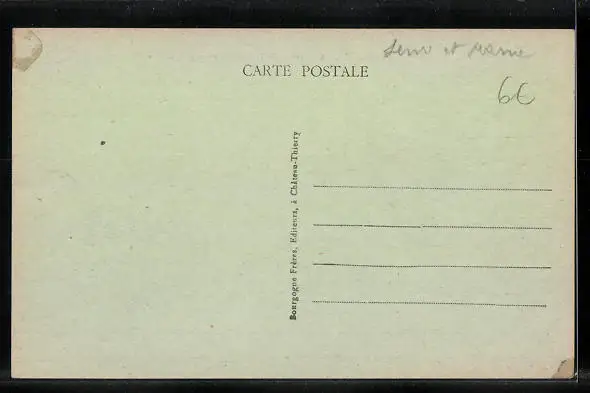 Seine et Marne
CARTE POSTALE
6€
Bourgogne Frères, Editeurs, à Château-Thierry